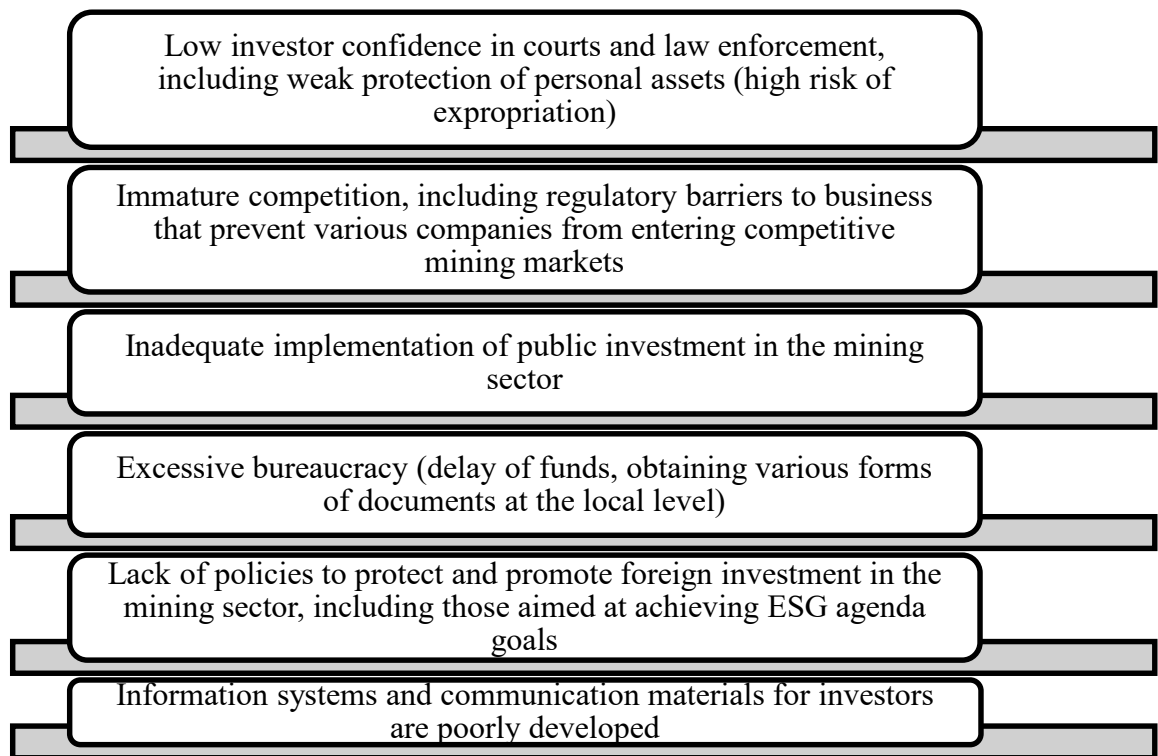 Low investor confidence in courts and law enforcement,
including weak protection of personal assets (high risk of
expropriation)
Immature competition, including regulatory barriers to business
that prevent various companies from entering competitive
mining markets
Inadequate implementation of public investment in the mining
sector
Excessive bureaucracy (delay of funds, obtaining various forms
of documents at the local level)
Lack of policies to protect and promote foreign investment in the
mining sector, including those aimed at achieving ESG agenda
goals
Information systems and communication materials for investors
are poorly developed